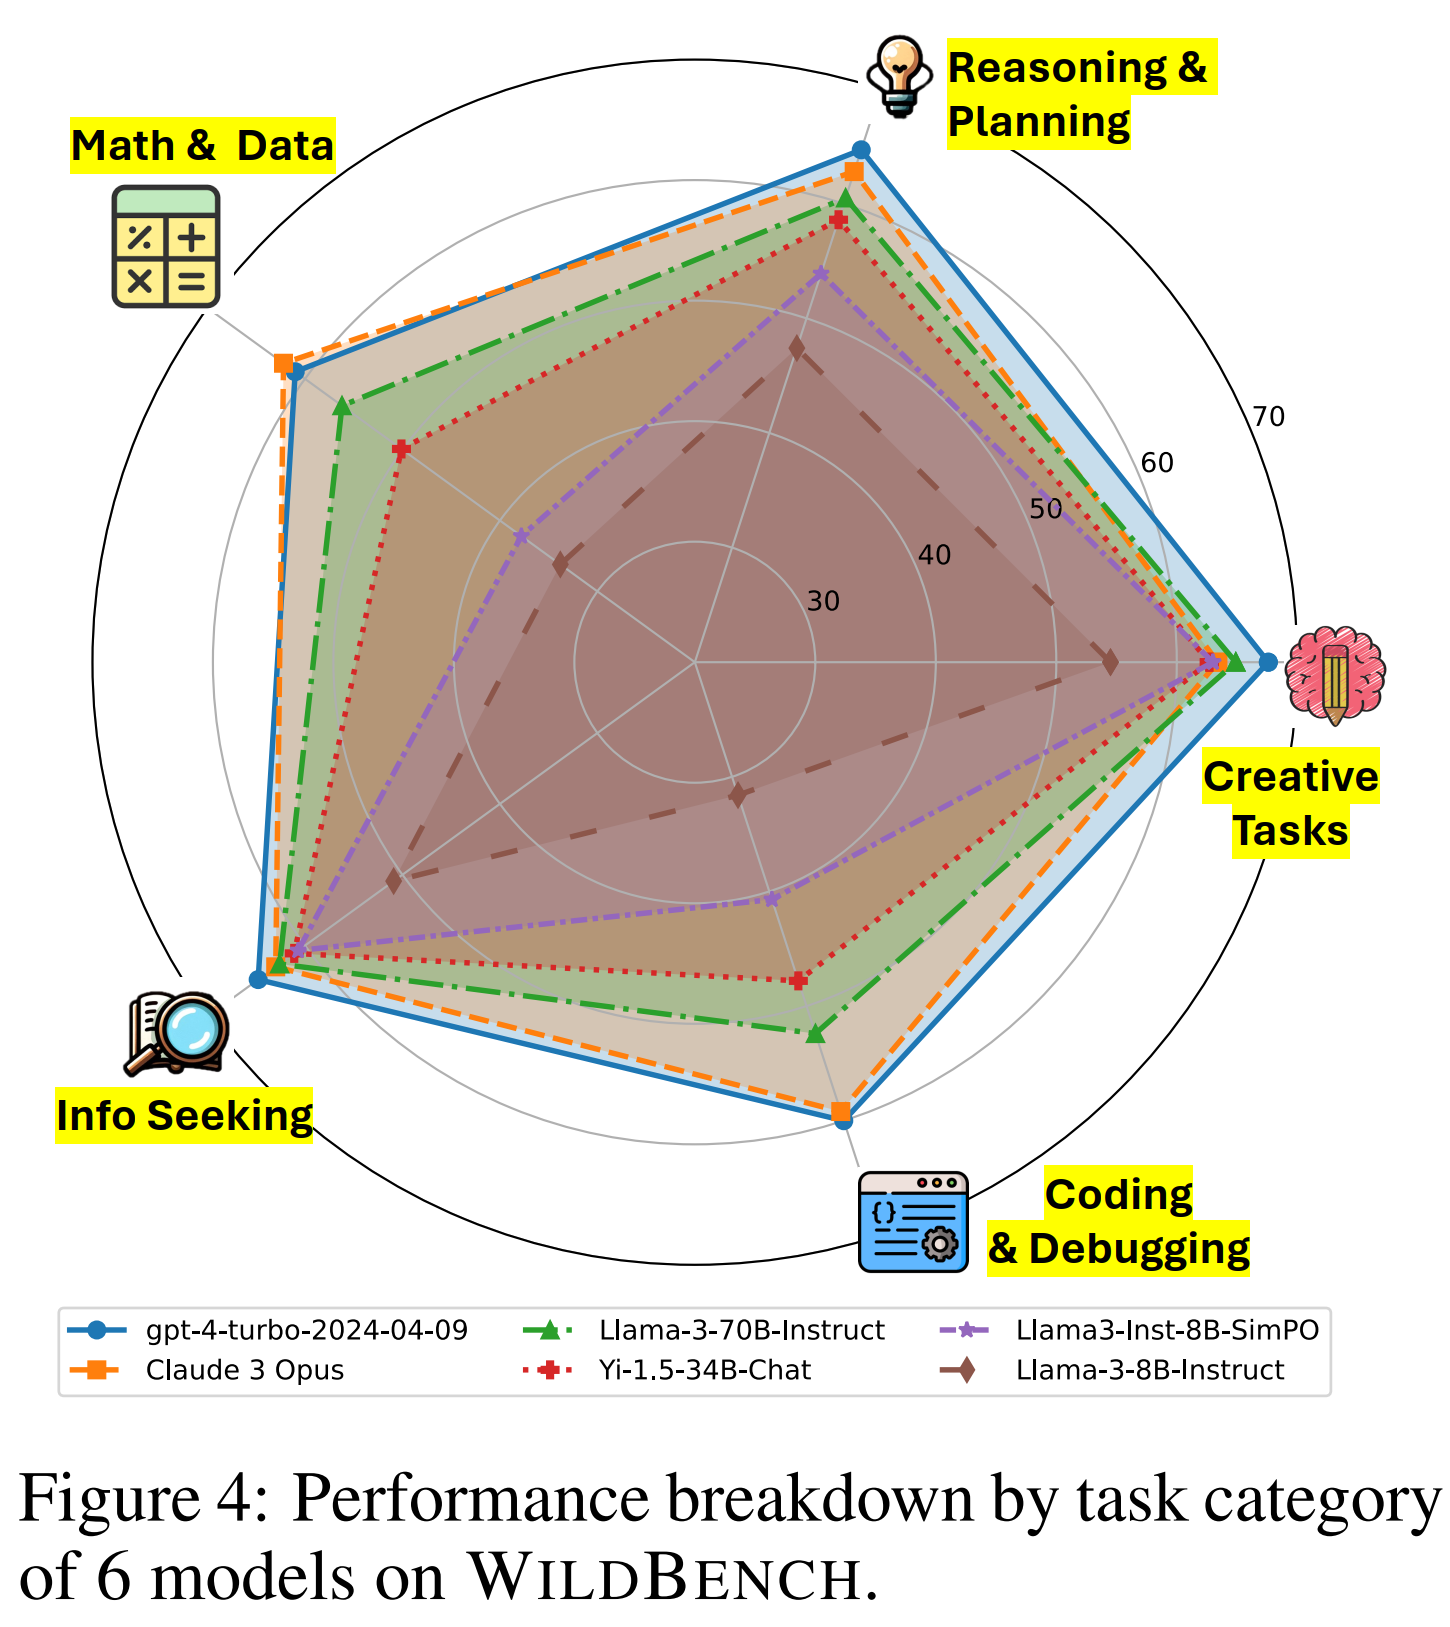 Reasoning &
Planning
Math &  Data
70
60
50
40
30
Creative
Tasks
Info Seeking
Coding
& Debugging
gpt-4-turbo-2024-04-09
Claude 3 Opus
Llama-3-70B-Instruct
Yi-1.5-34B-Chat
Llama3-Inst-8B-SimPO
Llama-3-8B-Instruct
Figure 4: Performance breakdown by task category
of 6 models on WILDBENCH.